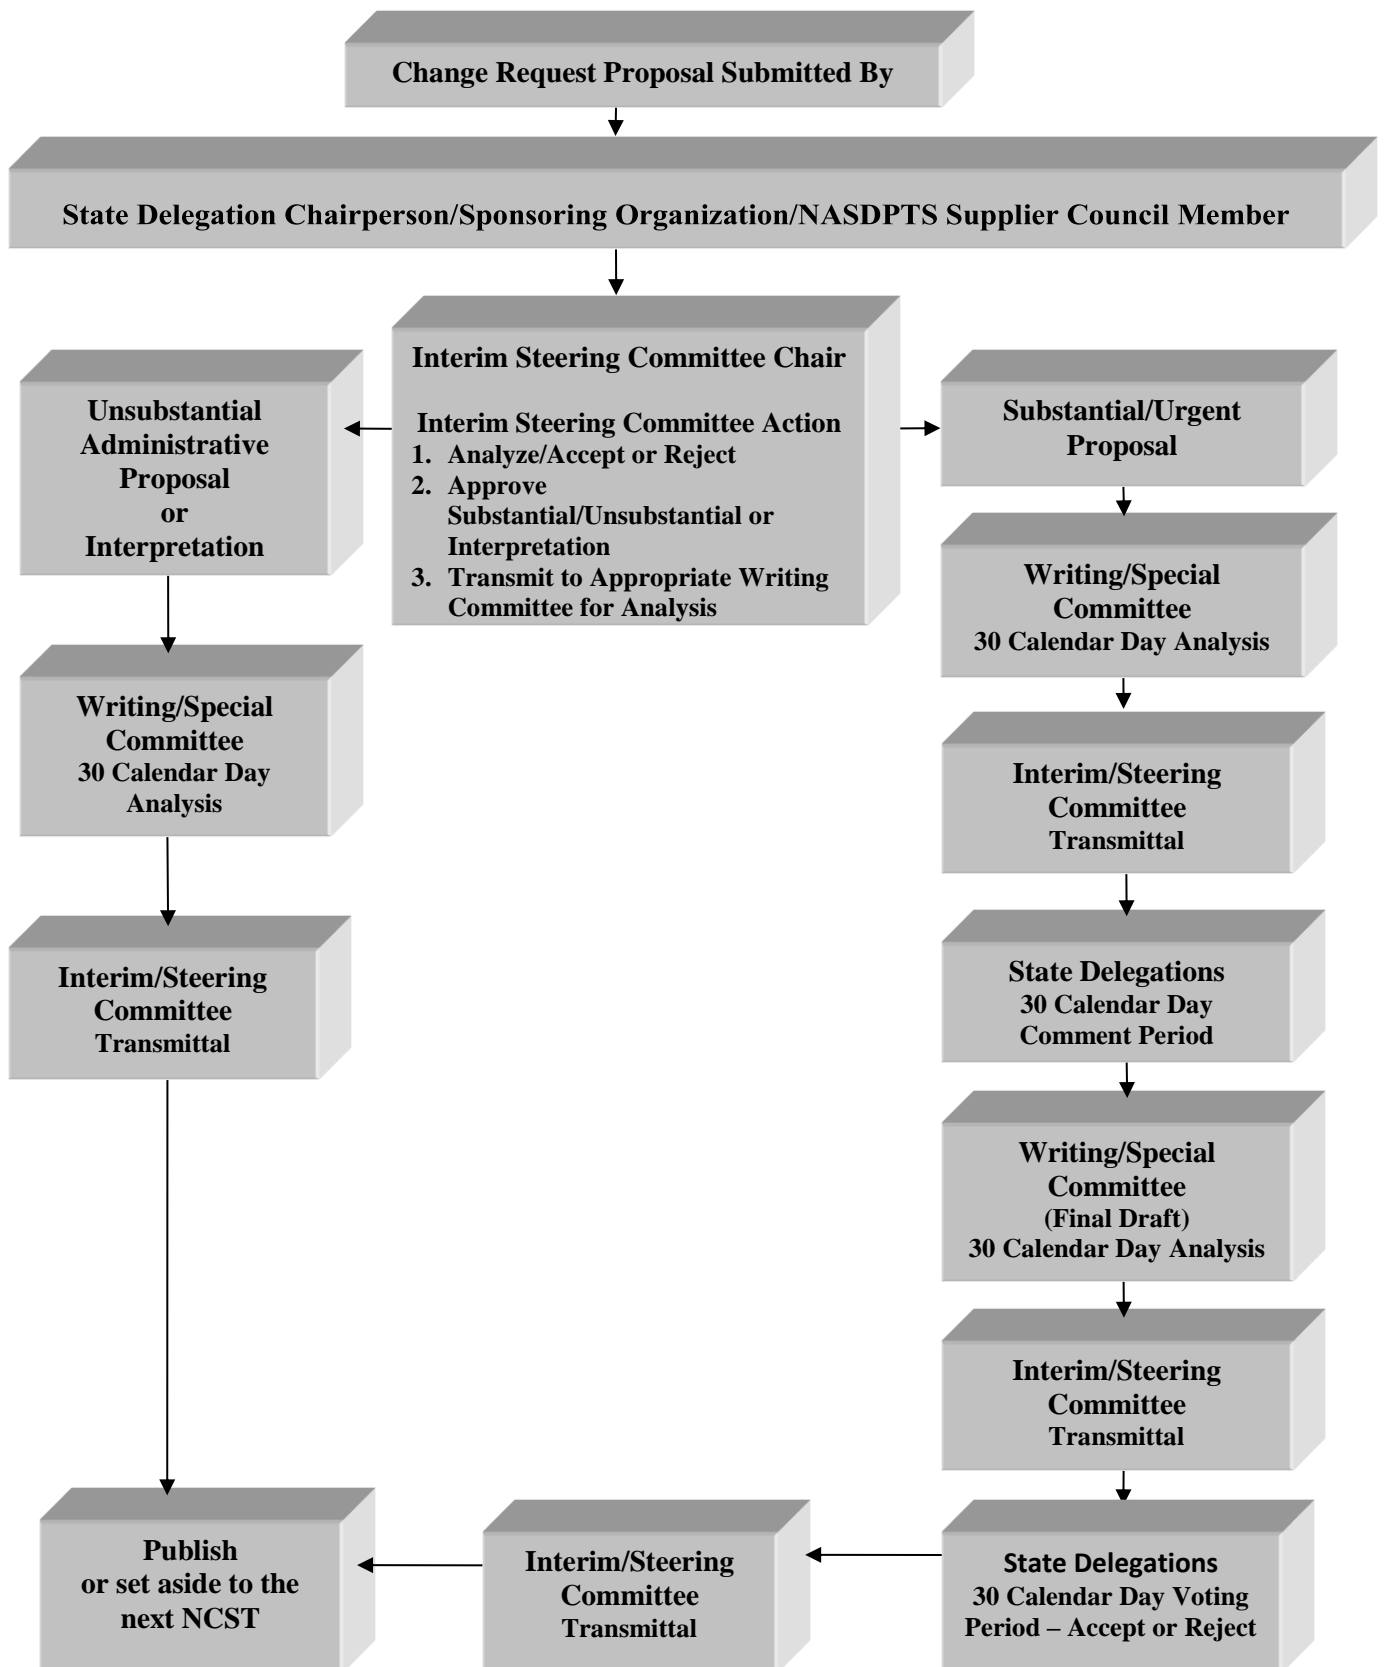 Change Request Proposal Submitted By
State Delegation Chairperson/Sponsoring Organization/NASDPTS Supplier Council Member
Interim Steering Committee Chair
Interim Steering Committee Action
1. Analyze/Accept or Reject
2. Approve
Substantial/Unsubstantial or
Interpretation
3. Transmit to Appropriate Writing
Committee for Analysis
Unsubstantial
Administrative
Proposal
or
Interpretation
Writing/Special
Committee
30 Calendar Day
Analysis
Interim/Steering
Committee
Transmittal
Substantial/Urgent
Proposal
Writing/Special
Committee
30 Calendar Day Analysis
Interim/Steering
Committee
Transmittal
State Delegations
30 Calendar Day
Comment Period
Writing/Special
Committee
(Final Draft)
30 Calendar Day Analysis
Interim/Steering
Committee
Transmittal
State Delegations
30 Calendar Day Voting
Period – Accept or Reject
Interim/Steering
Committee
Transmittal
Publish
or set aside to the
next NCST